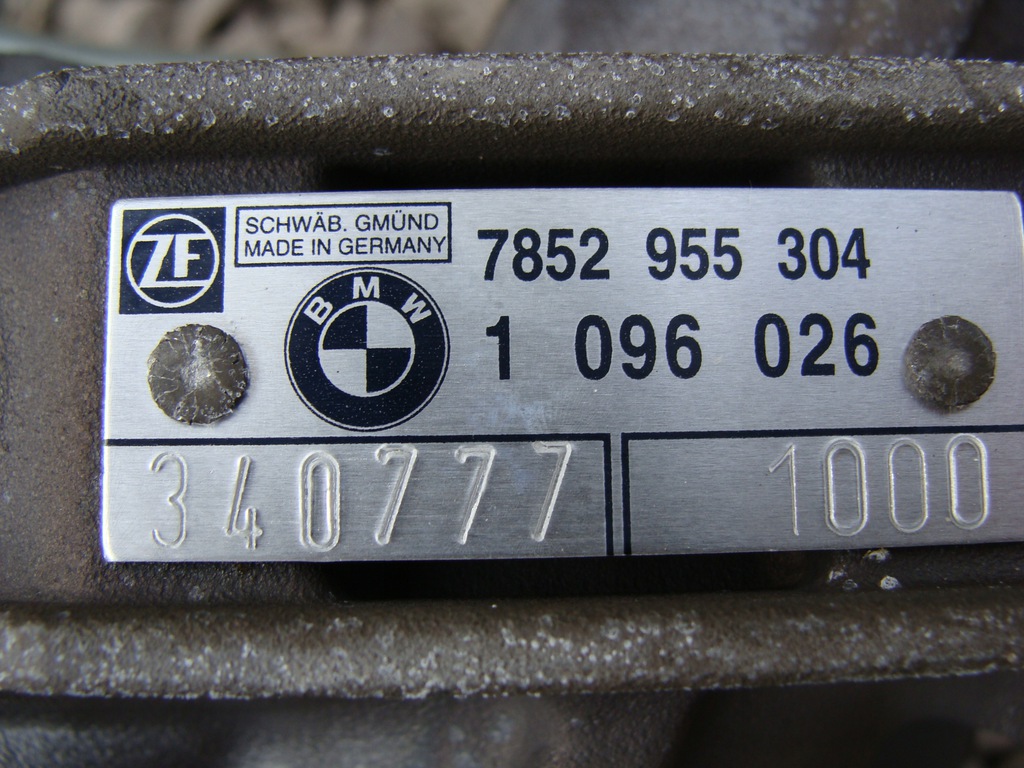 ZF
SCHWÄB. GMÜND
MADE IN GERMANY
7852 955 304
BMW
1 096 026
340777
1000